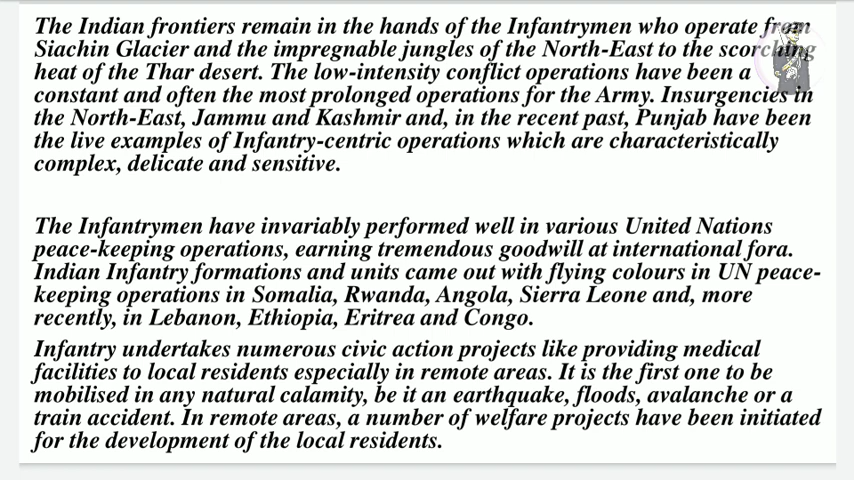 The Indian frontiers remain in the hands of the Infantrymen who operate from
Siachin Glacier and the impregnable jungles of the North-East to the scorching
heat of the Thar desert. The low-intensity conflict operations have been a
constant and often the most prolonged operations for the Army. Insurgencies in
the North-East, Jammu and Kashmir and, in the recent past, Punjab have been
the live examples of Infantry-centric operations which are characteristically
complex, delicate and sensitive.
The Infantrymen have invariably performed well in various United Nations
peace-keeping operations, earning tremendous goodwill at international fora.
Indian Infantry formations and units came out with flying colours in UN peace-
keeping operations in Somalia, Rwanda, Angola, Sierra Leone and, more
recently, in Lebanon, Ethiopia, Eritrea and Congo.
Infantry undertakes numerous civic action projects like providing medical
facilities to local residents especially in remote areas. It is the first one to be
mobilised in any natural calamity, be it an earthquake, floods, avalanche or a
train accident. In remote areas, a number of welfare projects have been initiated
for the development of the local residents.